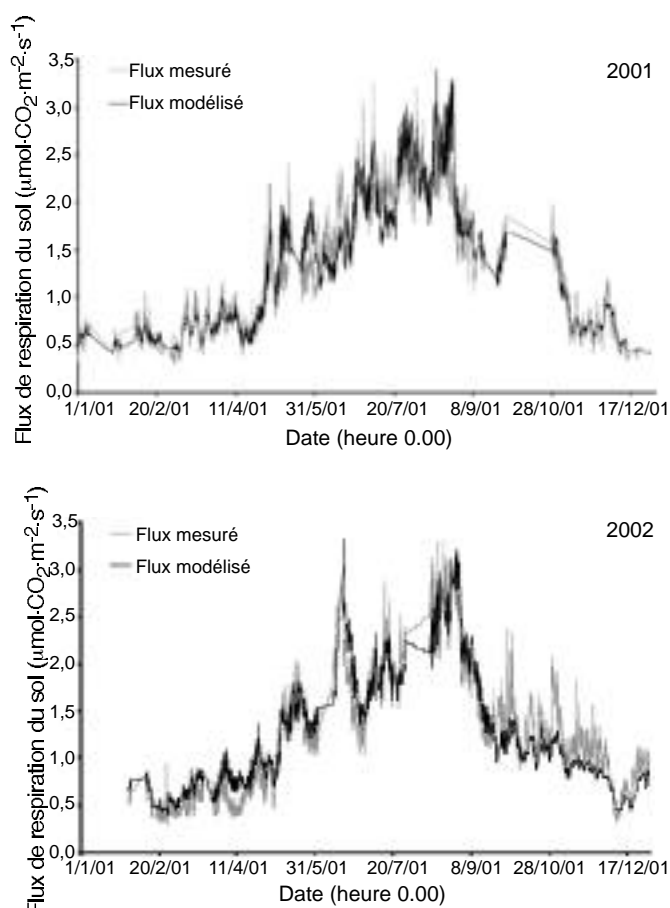 Flux de respiration du sol (µmol·CO₂·m⁻²·s⁻¹)
3,5
3,0
2,5
2,0
1,5
1,0
0,5
0,0
Flux mesuré
Flux modélisé
2001
1/1/01 20/2/01 11/4/01 31/5/01 20/7/01 8/9/01 28/10/01 17/12/01
Date (heure 0.00)
Flux de respiration du sol (µmol·CO₂·m⁻²·s⁻¹)
3,5
3,0
2,5
2,0
1,5
1,0
0,5
0,0
Flux mesuré
Flux modélisé
2002
1/1/01 20/2/01 11/4/01 31/5/01 20/7/01 8/9/01 28/10/01 17/12/01
Date (heure 0.00)